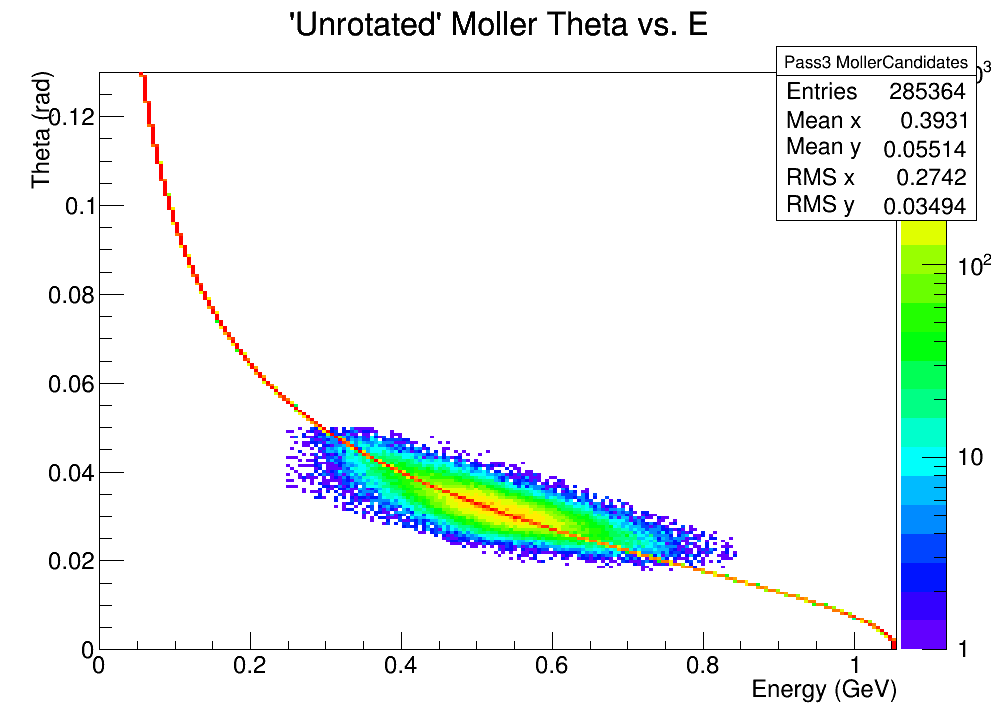 'Unrotated' Moller Theta vs. E
Pass3 MollerCandidates
Entries 285364
Mean x 0.3931
Mean y 0.05514
RMS x 0.2742
RMS y 0.03494
Theta (rad)
0.12
0.1
0.08
0.06
0.04
0.02
0
0 0.2 0.4 0.6 0.8 1
Energy (GeV)
10³
10²
10
1